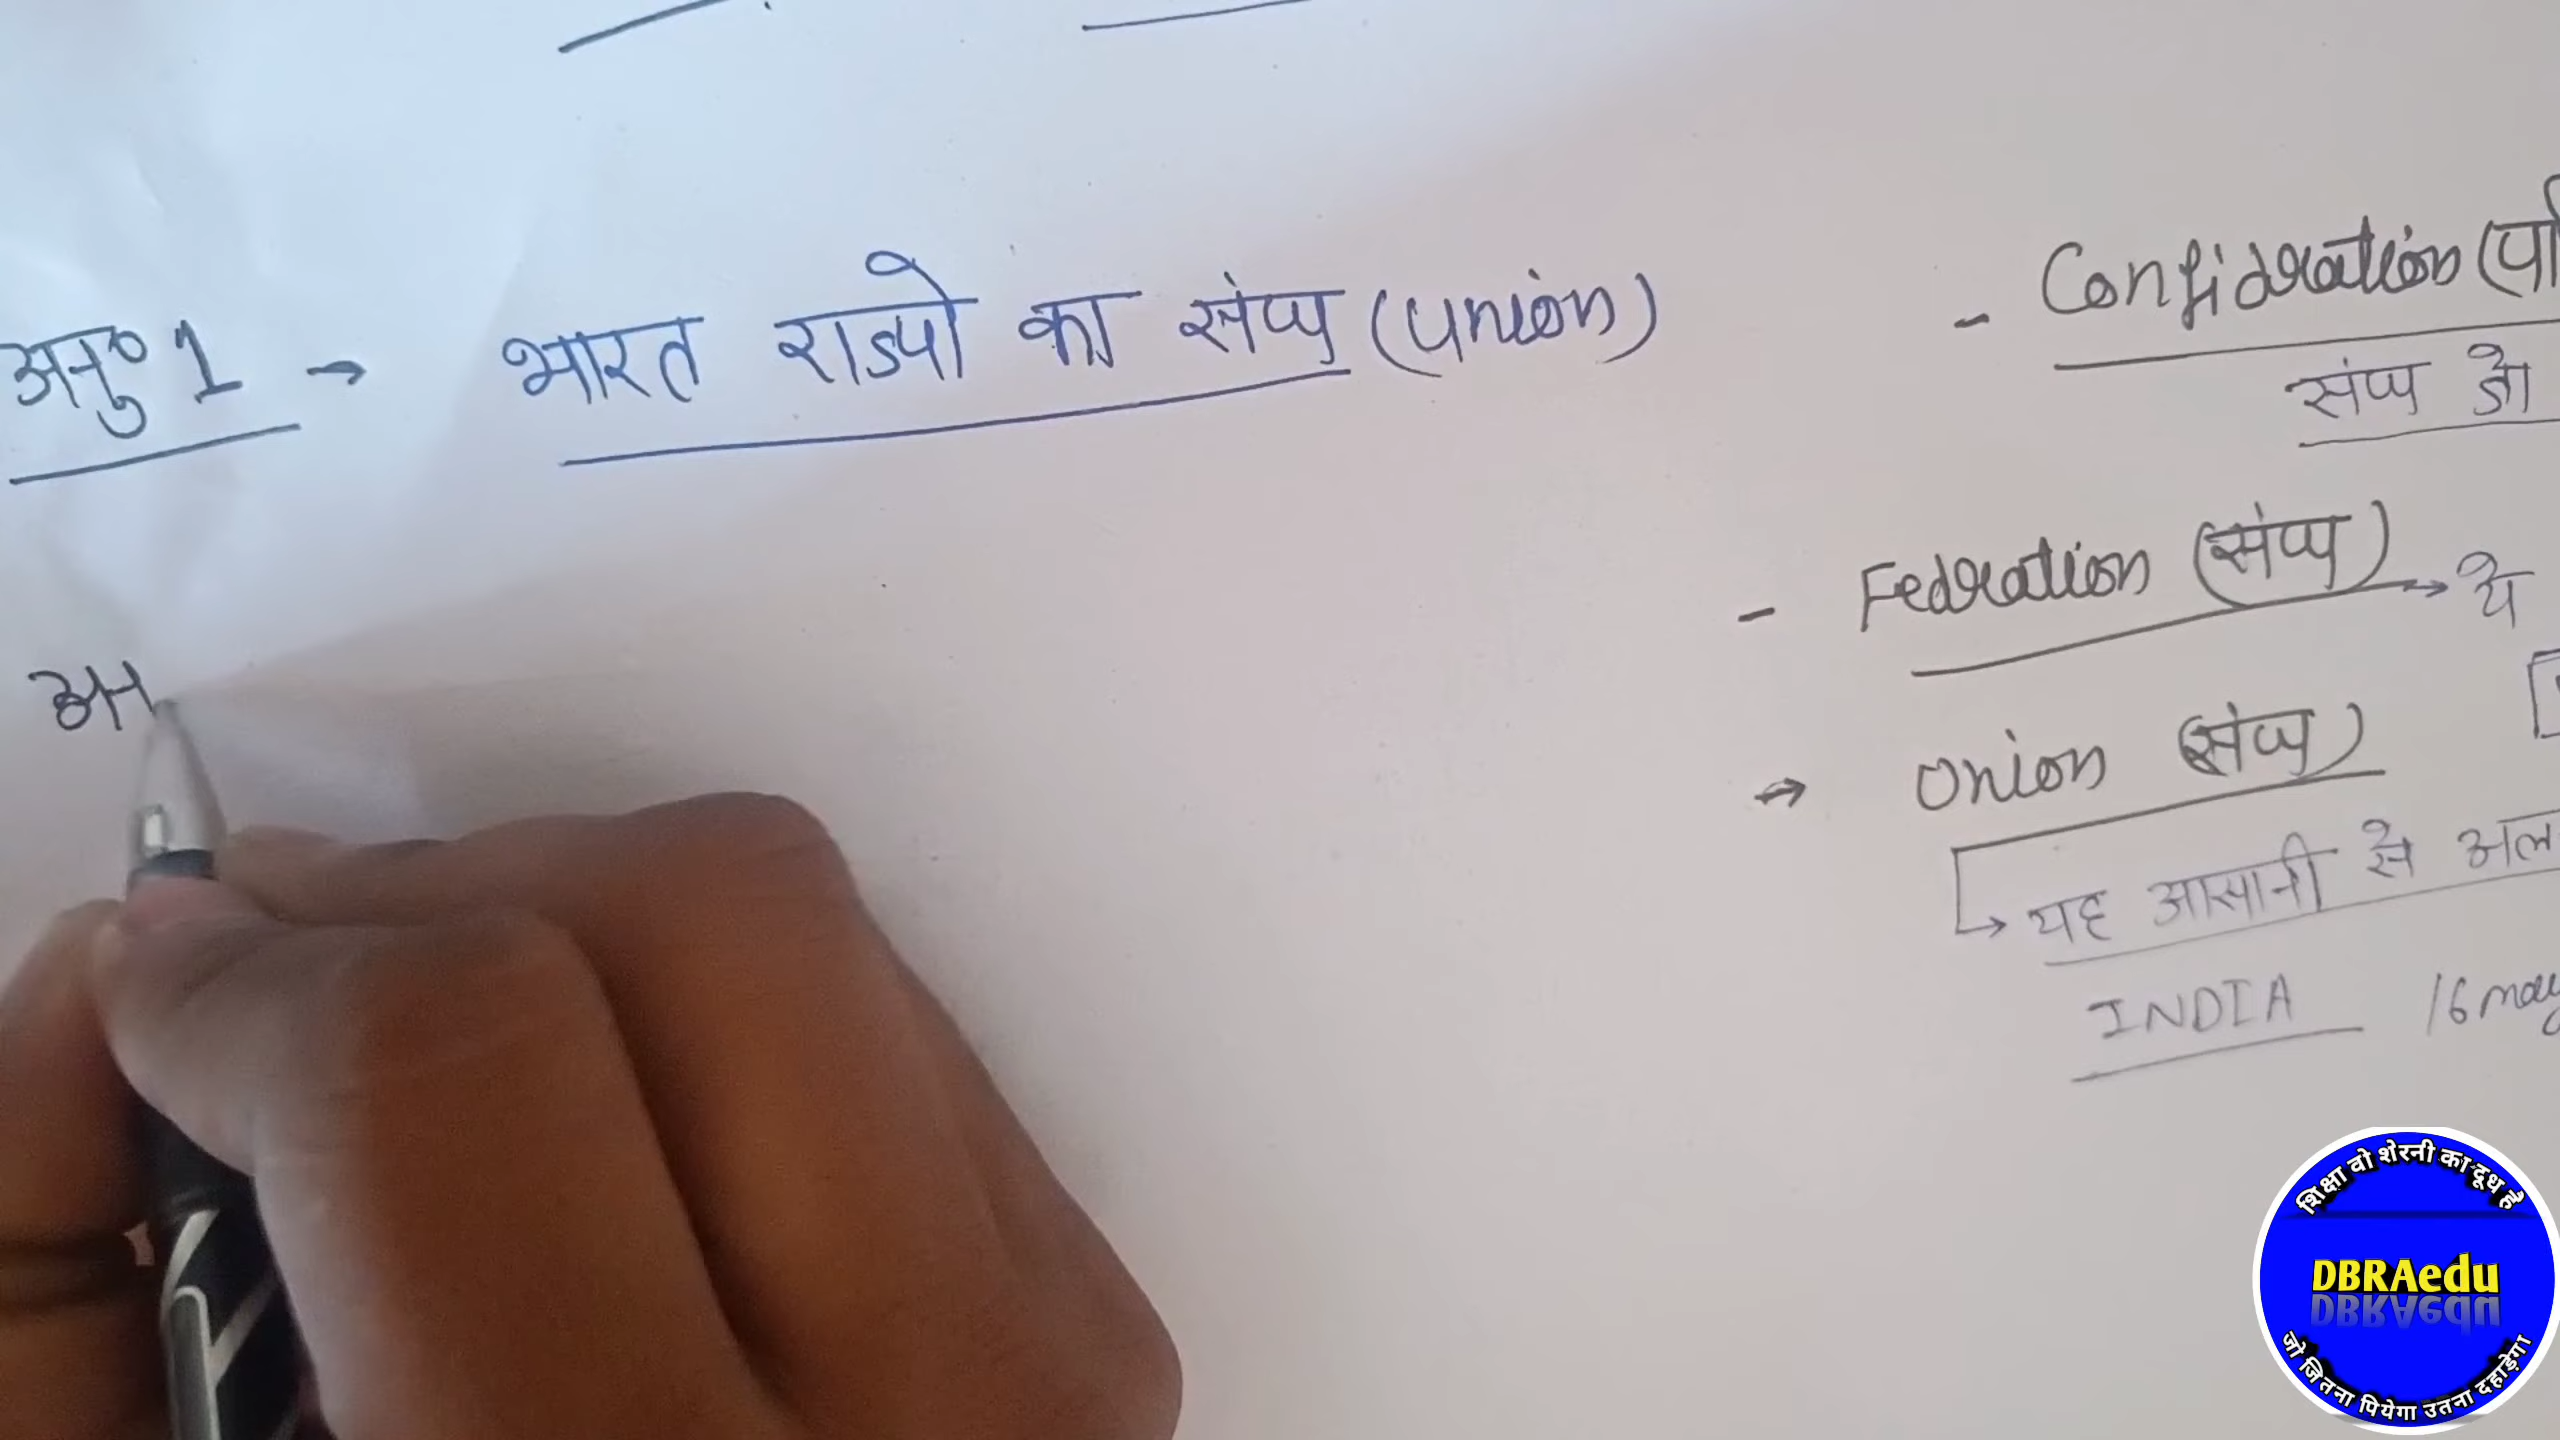 अनु० 1 → भारत राज्यो का संघ (Union)
- Confidration (
संघ जो
- Fedration (संघ) → ये
→ Union (संघ)
→ यह आसानी से अल
INDIA 16 may
अन
शिक्षा वो शेरनी का दूध है
DBRAedu
जो जितना पियेगा उतना दहाड़ेगा